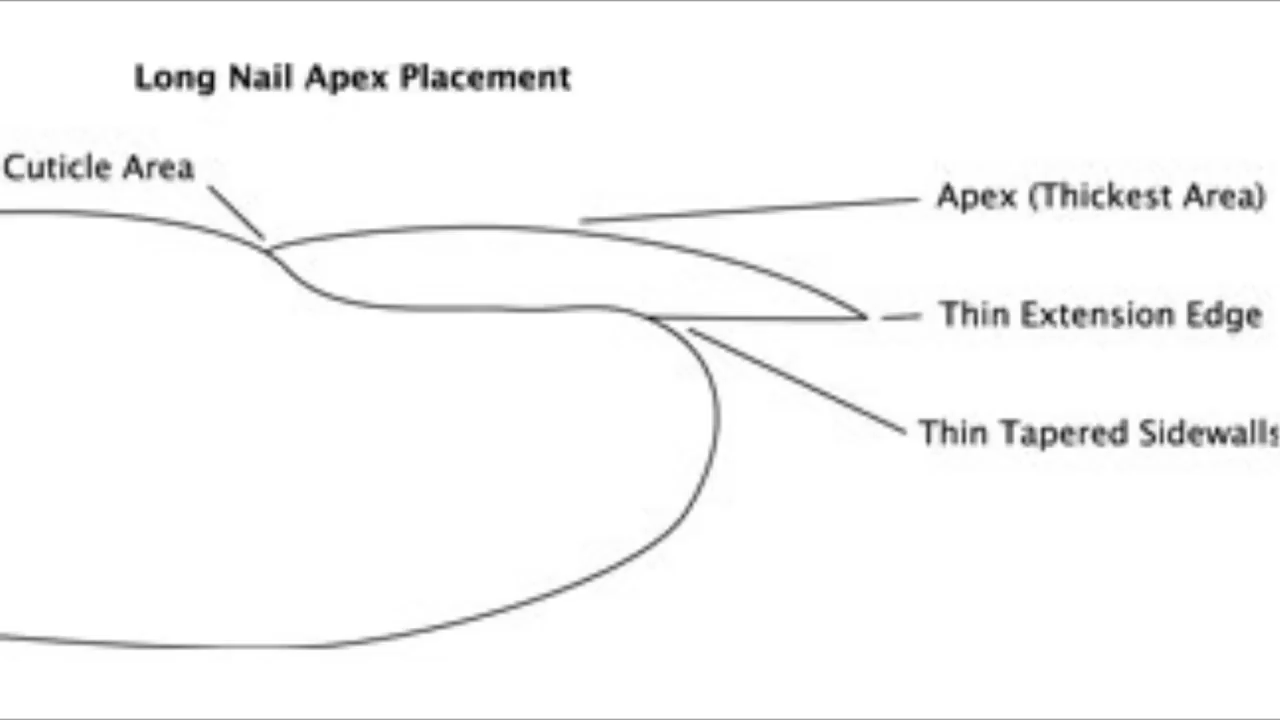 Long Nail Apex Placement
Cuticle Area
Apex (Thickest Area)
Thin Extension Edge
Thin Tapered Sidewalls